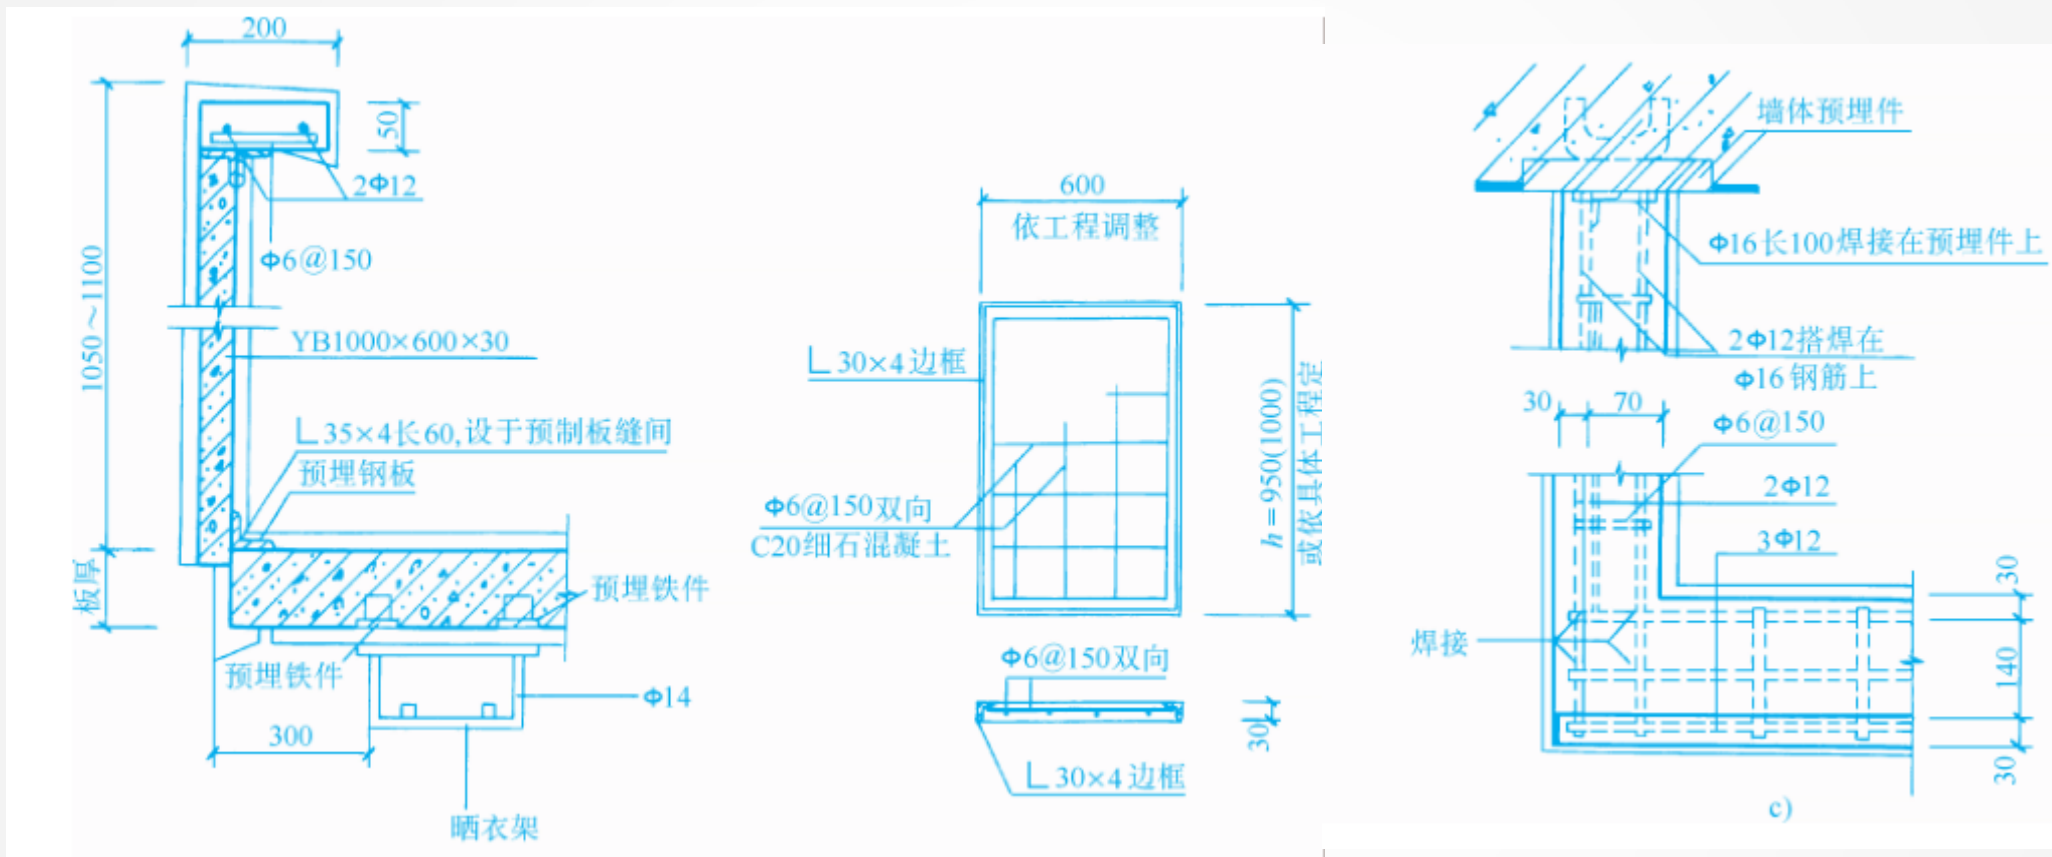 200
50
2Φ12
Φ6@150
1050～1100
YB1000×600×30
∟35×4长60,设于预制板缝间
预埋钢板
板厚
预埋铁件
预埋铁件
Φ14
300
晒衣架
600
依工程调整
∟30×4边框
Φ6@150双向
C20细石混凝土
h=950(1000)
或依具体工程定
Φ6@150双向
30
∟30×4边框
墙体预埋件
Φ16长100焊接在预埋件上
2Φ12搭焊在
Φ16钢筋上
30
70
Φ6@150
2Φ12
3Φ12
焊接
30
140
30
c)